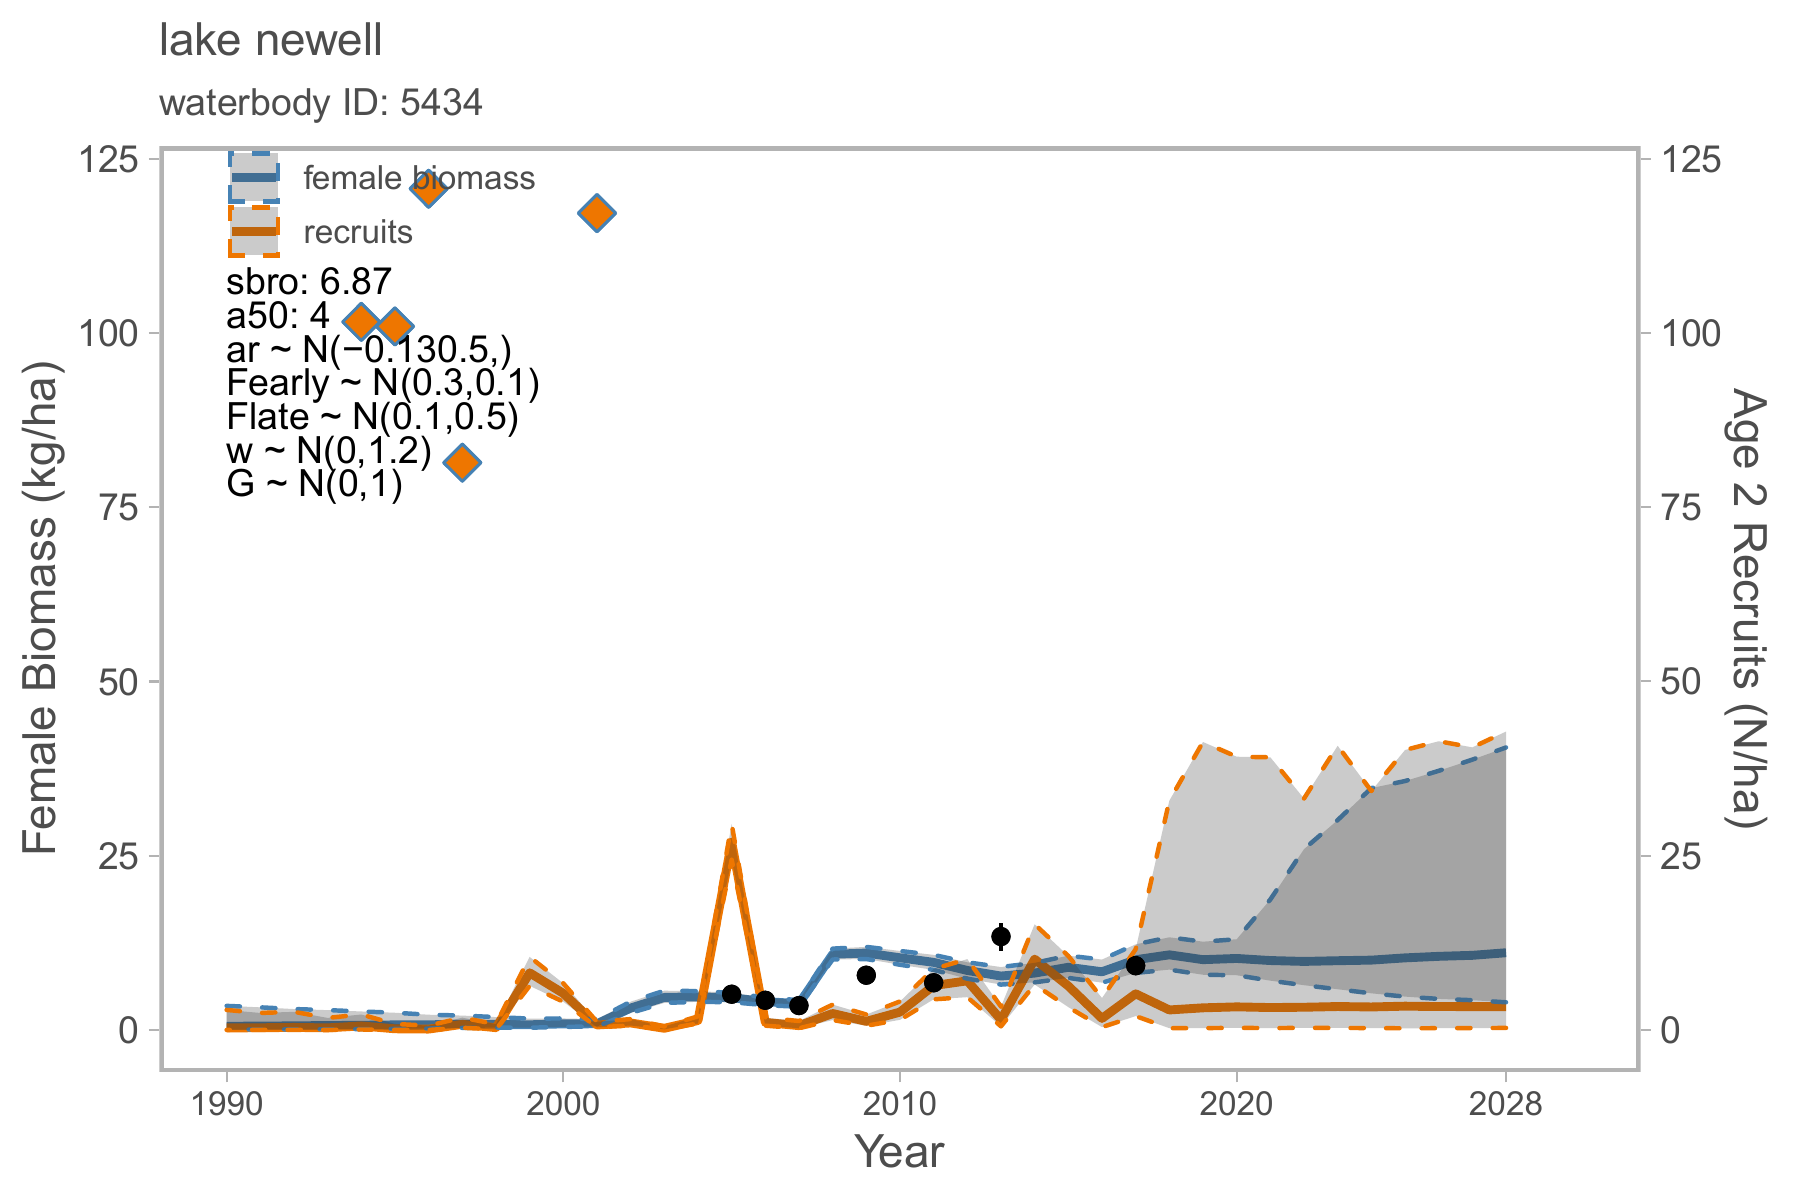 lake newell
waterbody ID: 5434
female biomass
recruits
sbro: 6.87
a50: 4
ar ~ N(−0.130.5,)
Fearly ~ N(0.3,0.1)
Flate ~ N(0.1,0.5)
w ~ N(0,1.2)
G ~ N(0,1)
Female Biomass (kg/ha)
125
100
75
50
25
0
125
100
75
50
25
0
Age 2 Recruits (N/ha)
1990
2000
2010
2020
2028
Year